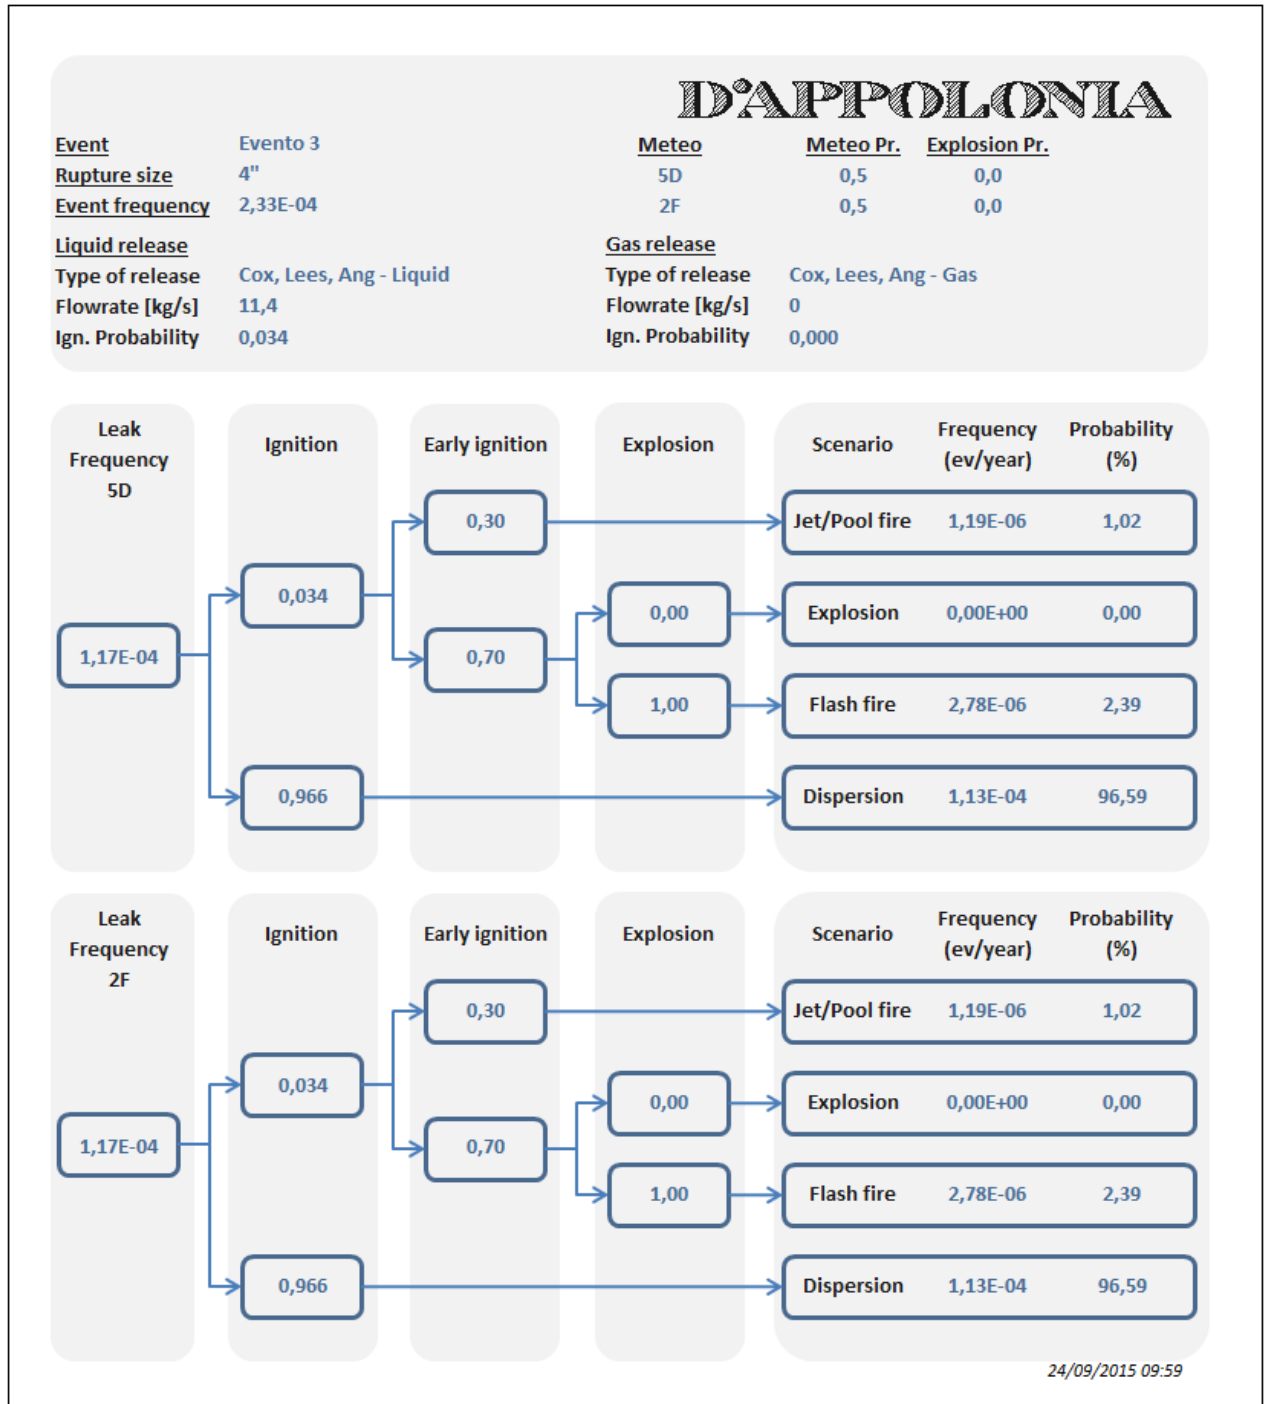 D'APPOLONIA
Event Evento 3 Meteo Meteo Pr. Explosion Pr.
Rupture size 4" 5D 0,5 0,0
Event frequency 2,33E-04 2F 0,5 0,0
Liquid release Gas release
Type of release Cox, Lees, Ang - Liquid Type of release Cox, Lees, Ang - Gas
Flowrate [kg/s] 11,4 Flowrate [kg/s] 0
Ign. Probability 0,034 Ign. Probability 0,000
Leak
Frequency
5D
Ignition
Early ignition
Explosion
Scenario
Frequency
(ev/year)
Probability
(%)
0,30
Jet/Pool fire 1,19E-06 1,02
0,034
0,00
Explosion 0,00E+00 0,00
1,17E-04
0,70
1,00
Flash fire 2,78E-06 2,39
0,966
Dispersion 1,13E-04 96,59
Leak
Frequency
2F
Ignition
Early ignition
Explosion
Scenario
Frequency
(ev/year)
Probability
(%)
0,30
Jet/Pool fire 1,19E-06 1,02
0,034
0,00
Explosion 0,00E+00 0,00
1,17E-04
0,70
1,00
Flash fire 2,78E-06 2,39
0,966
Dispersion 1,13E-04 96,59
24/09/2015 09:59